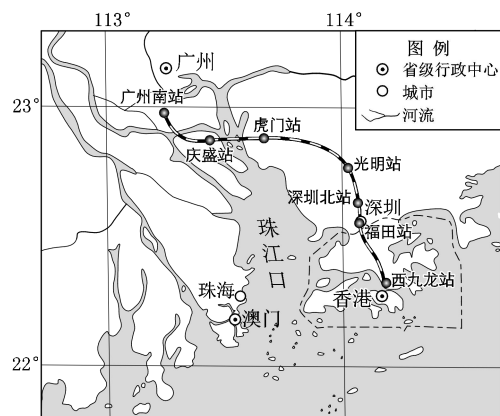 113°
114°
图 例
省级行政中心
城市
河流
广州
23°
广州南站
虎门站
庆盛站
光明站
深圳北站
深圳
福田站
珠江口
西九龙站
珠海
香港
澳门
22°